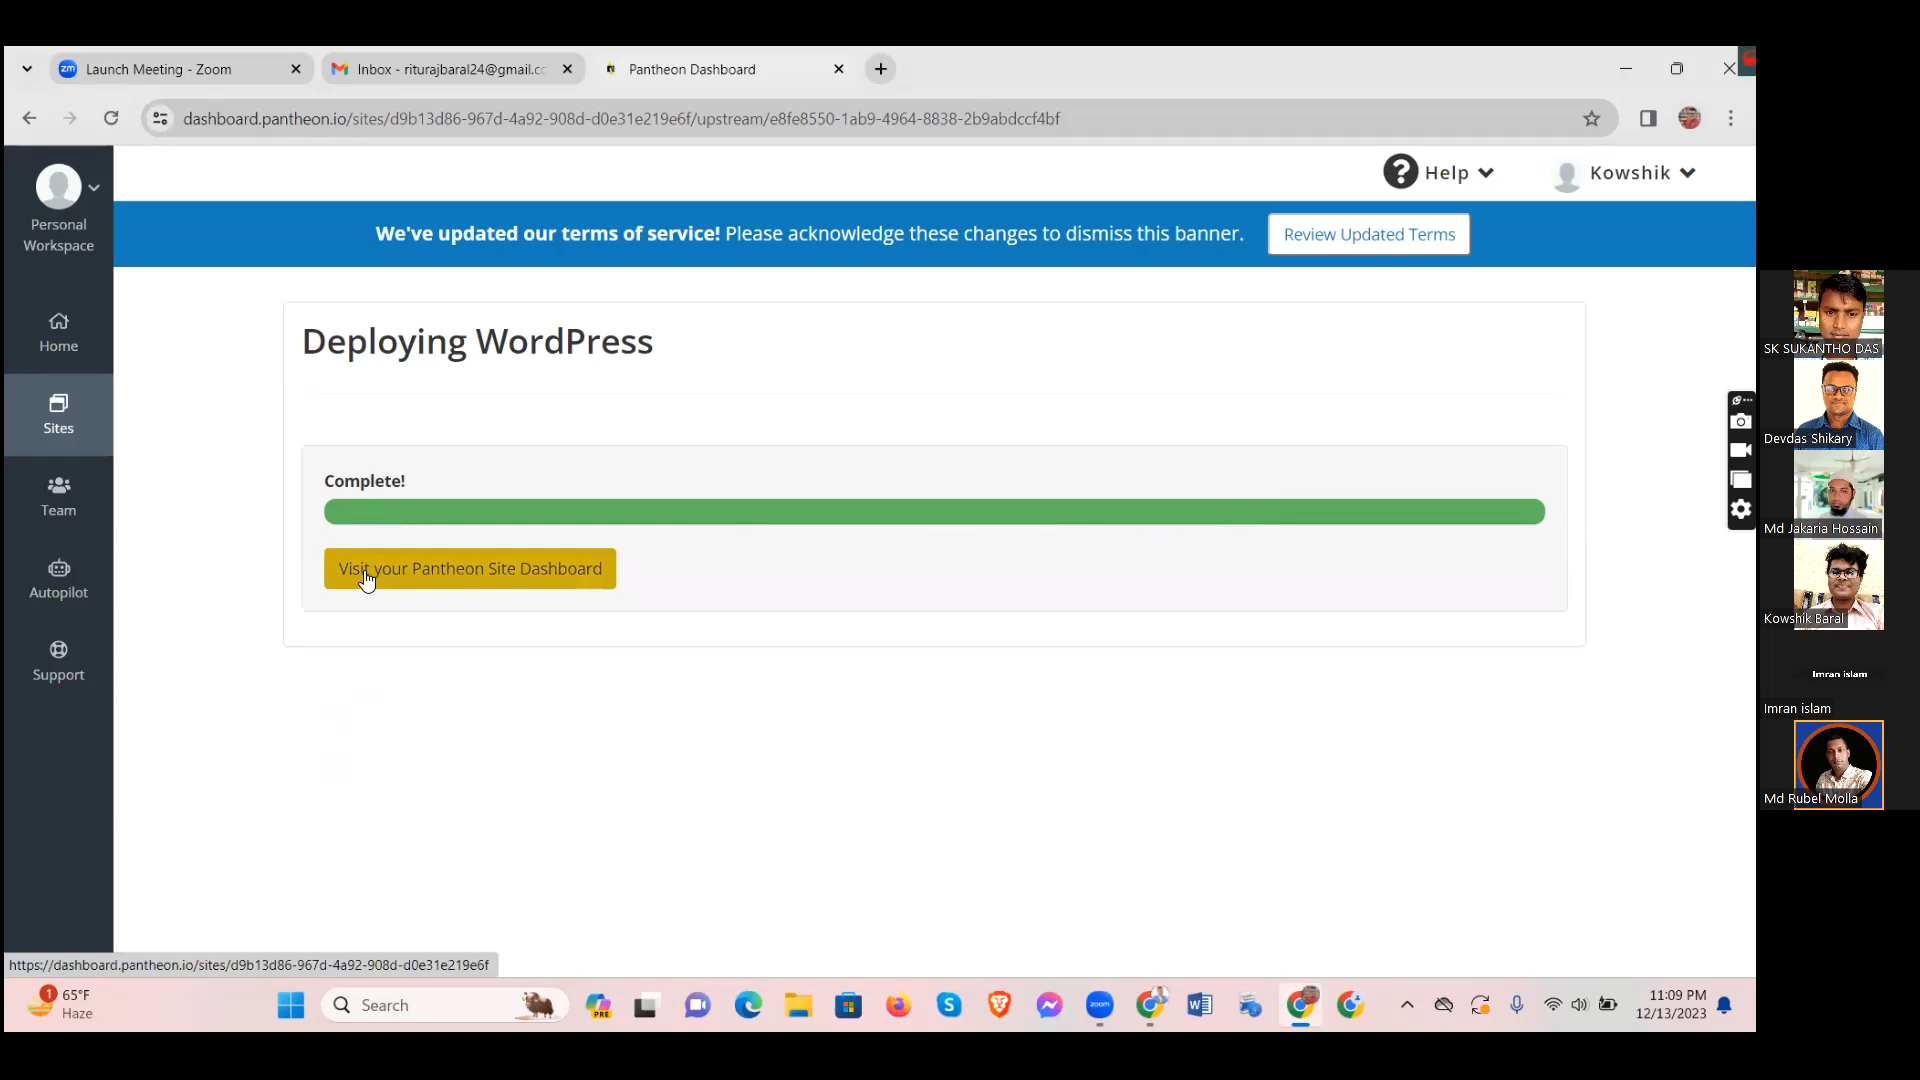 Launch Meeting - Zoom
Inbox - riturajbaral24@gmail.cc
Pantheon Dashboard
dashboard.pantheon.io/sites/d9b13d86-967d-4a92-908d-d0e31e219e6f/upstream/e8fe8550-1ab9-4964-8838-2b9abdccf4bf
Help
Kowshik
Personal
Workspace
We've updated our terms of service! Please acknowledge these changes to dismiss this banner.
Review Updated Terms
Home
Sites
Team
Autopilot
Support
Deploying WordPress
Complete!
Visit your Pantheon Site Dashboard
SK SUKANTHO DAS
Devdas Shikary
Md Jakaria Hossain
Kowshik Baral
Imran islam
Imran islam
Md Rubel Molla
https://dashboard.pantheon.io/sites/d9b13d86-967d-4a92-908d-d0e31e219e6f
1
65°F
Haze
Search
PRE
zoom
11:09 PM
12/13/2023